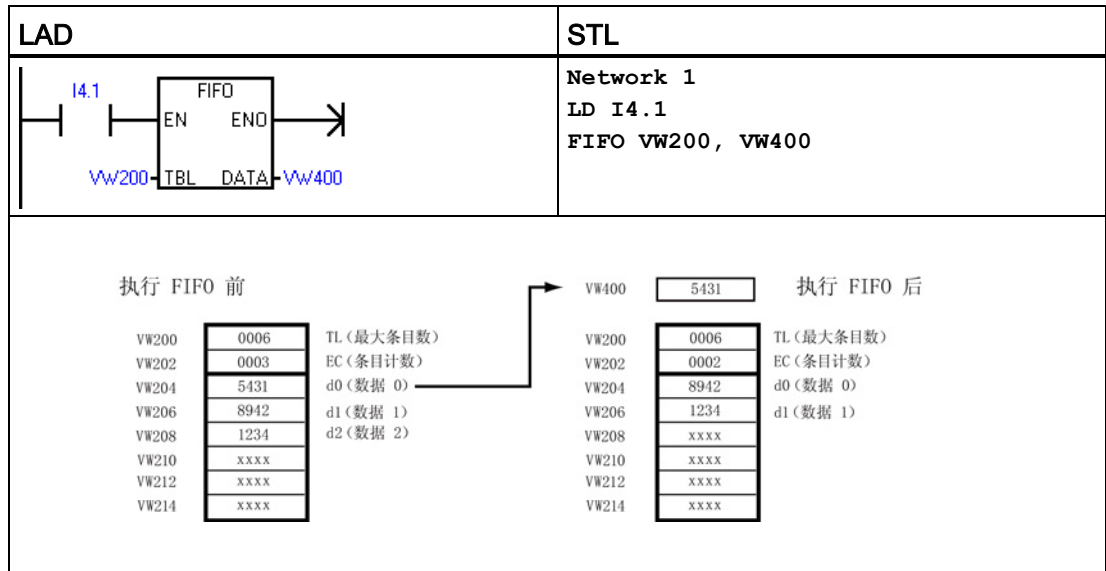 LAD
STL
I4.1
FIFO
EN ENO
VW200 TBL DATA VW400
Network 1
LD I4.1
FIFO VW200, VW400
执行 FIFO 前
VW200 0006 TL(最大条目数)
VW202 0003 EC(条目计数)
VW204 5431 d0(数据 0)
VW206 8942 d1(数据 1)
VW208 1234 d2(数据 2)
VW210 xxxx
VW212 xxxx
VW214 xxxx
VW400 5431 执行 FIFO 后
VW200 0006 TL(最大条目数)
VW202 0002 EC(条目计数)
VW204 8942 d0(数据 0)
VW206 1234 d1(数据 1)
VW208 xxxx
VW210 xxxx
VW212 xxxx
VW214 xxxx